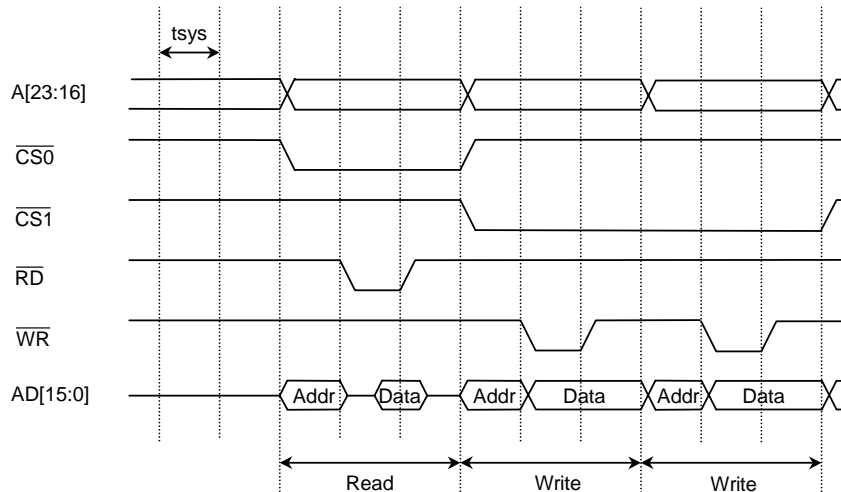 tsys
A[23:16]
CS0
CS1
RD
WR
AD[15:0]
Addr Data Addr Data Addr Data
Read Write Write